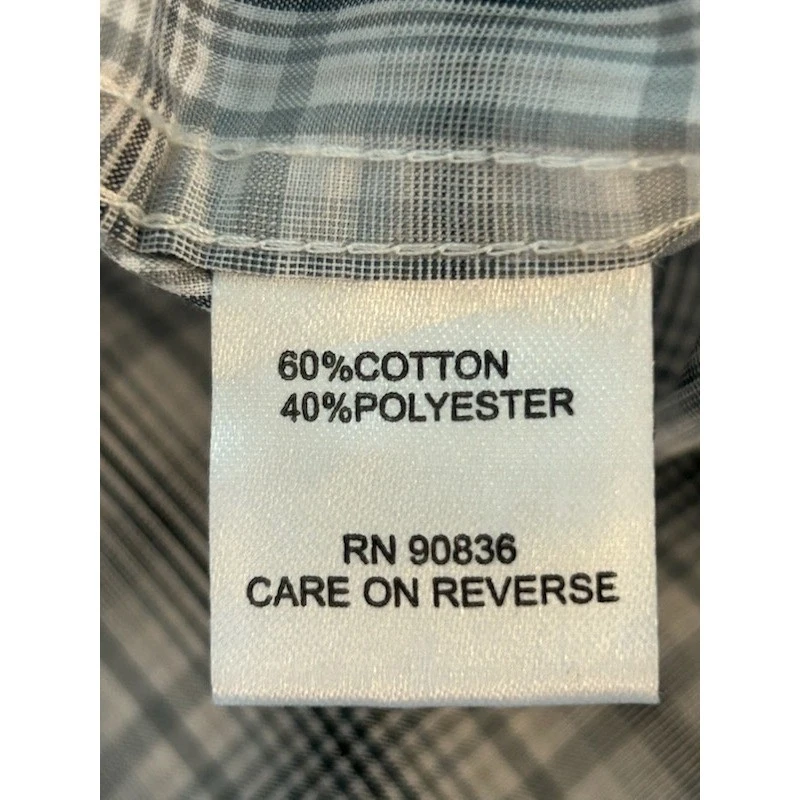 60%COTTON
40%POLYESTER
RN 90836
CARE ON REVERSE